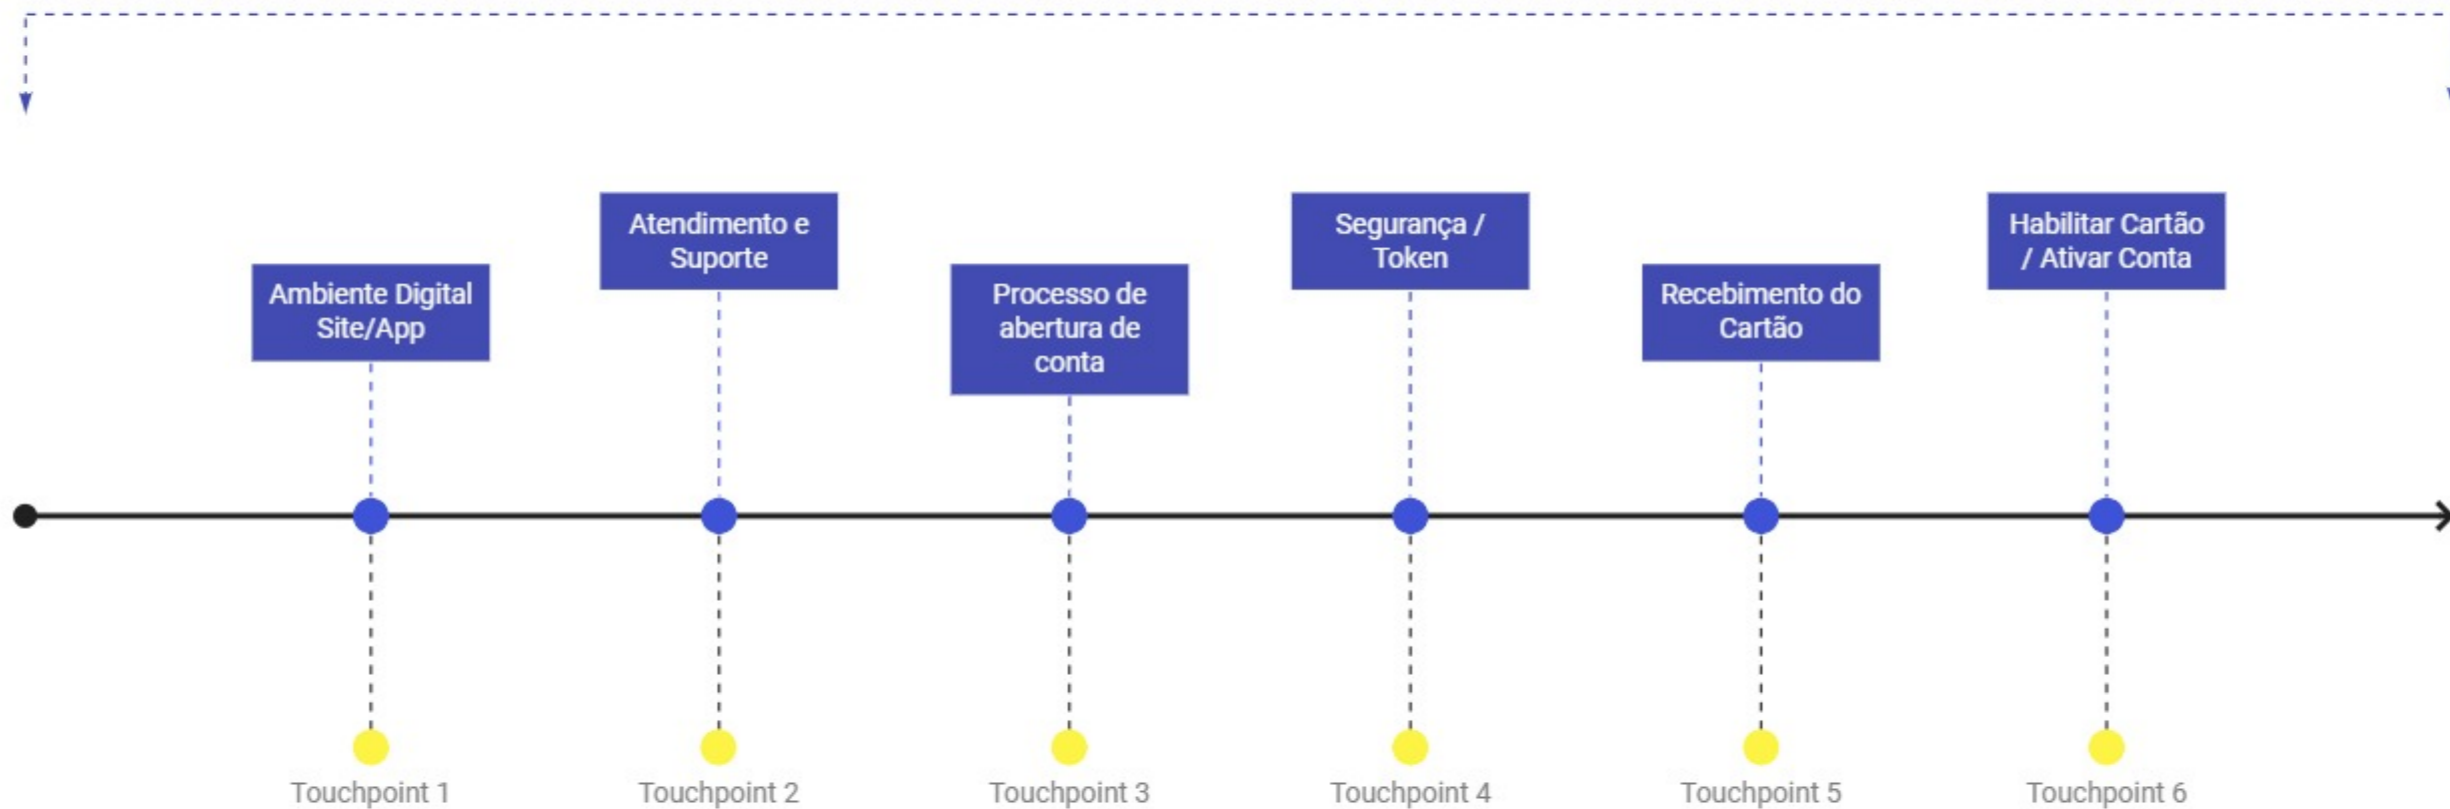 Ambiente Digital
Site/App
Atendimento e
Suporte
Processo de
abertura de
conta
Segurança /
Token
Recebimento do
Cartão
Habilitar Cartão
/ Ativar Conta
Touchpoint 1
Touchpoint 2
Touchpoint 3
Touchpoint 4
Touchpoint 5
Touchpoint 6